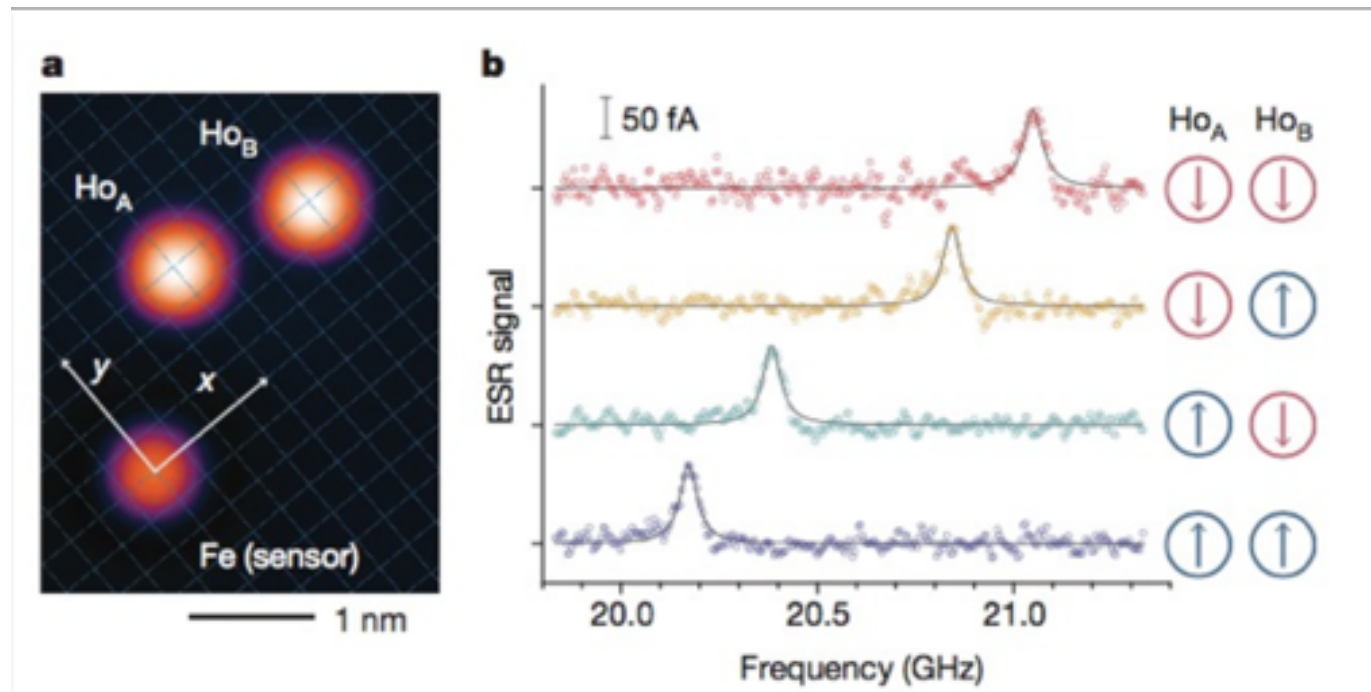 a
Ho_B
Ho_A
y
x
Fe (sensor)
1 nm
b
50 fA
Ho_A Ho_B
ESR signal
20.0 20.5 21.0
Frequency (GHz)